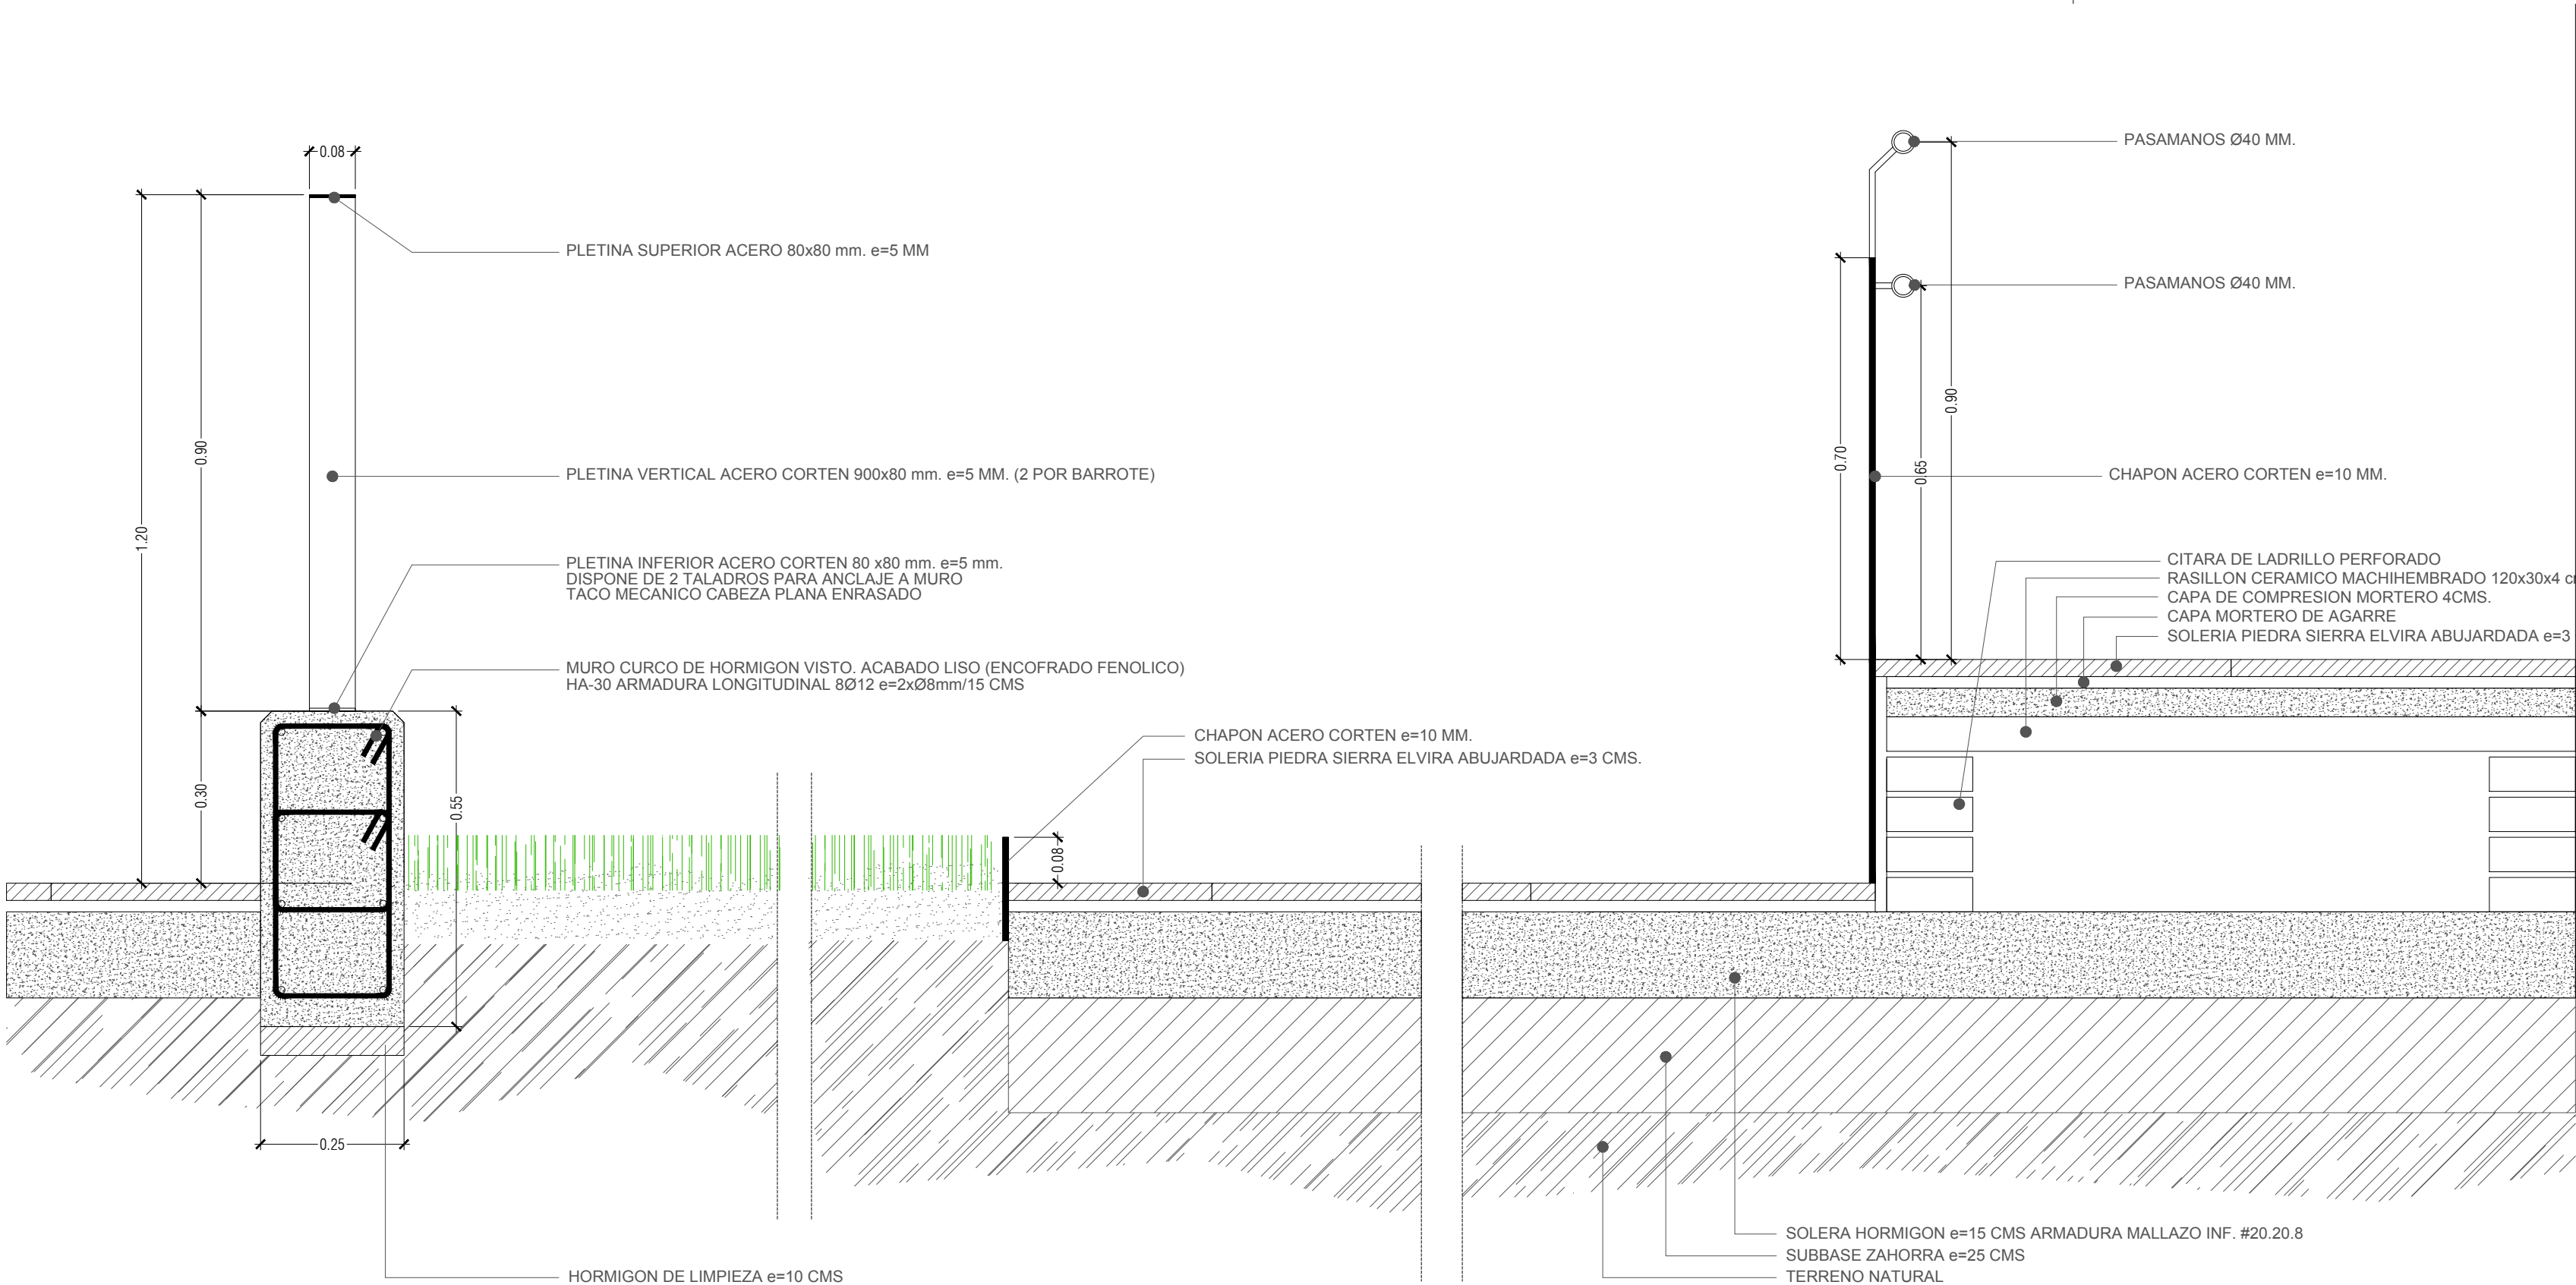 0.08
PASAMANOS Ø40 MM.
PLETINA SUPERIOR ACERO 80x80 mm. e=5 MM
PASAMANOS Ø40 MM.
0.90
1.20
0.90
0.70
0.65
PLETINA VERTICAL ACERO CORTEN 900x80 mm. e=5 MM. (2 POR BARROTE)
CHAPON ACERO CORTEN e=10 MM.
PLETINA INFERIOR ACERO CORTEN 80 x80 mm. e=5 mm.
DISPONE DE 2 TALADROS PARA ANCLAJE A MURO
TACO MECANICO CABEZA PLANA ENRASADO
CITARA DE LADRILLO PERFORADO
RASILLON CERAMICO MACHIHEMBRADO 120x30x4
CAPA DE COMPRESION MORTERO 4CMS.
CAPA MORTERO DE AGARRE
SOLERIA PIEDRA SIERRA ELVIRA ABUJARDADA e=3
MURO CURCO DE HORMIGON VISTO. ACABADO LISO (ENCOFRADO FENOLICO)
HA-30 ARMADURA LONGITUDINAL 8Ø12 e=2xØ8mm/15 CMS
CHAPON ACERO CORTEN e=10 MM.
SOLERIA PIEDRA SIERRA ELVIRA ABUJARDADA e=3 CMS.
0.30
0.55
0.08
0.25
SOLERA HORMIGON e=15 CMS ARMADURA MALLAZO INF. #20.20.8
SUBBASE ZAHORRA e=25 CMS
TERRENO NATURAL
HORMIGON DE LIMPIEZA e=10 CMS